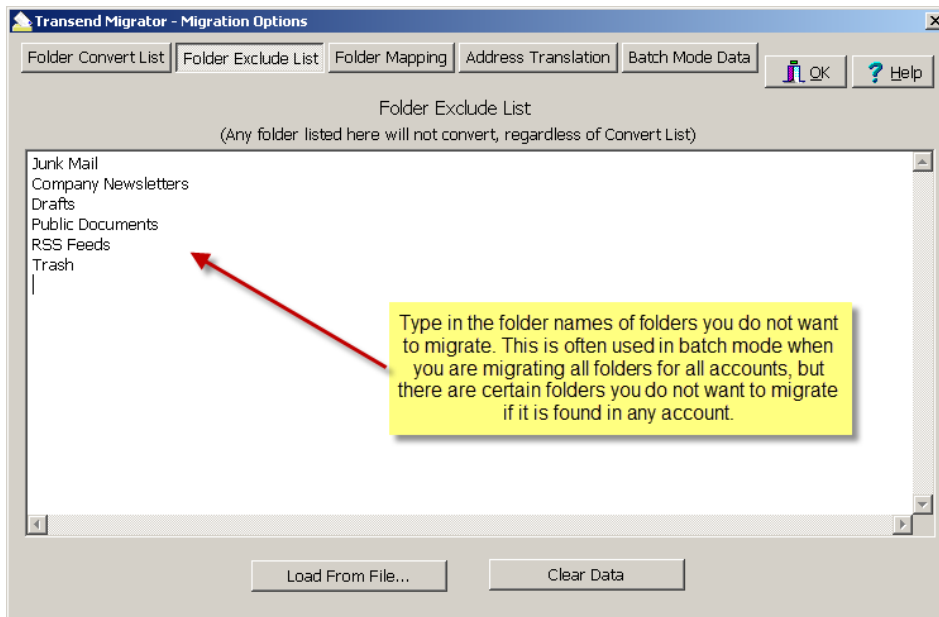 Transend Migrator - Migration Options
Folder Convert List Folder Exclude List Folder Mapping Address Translation Batch Mode Data OK ? Help
Folder Exclude List
(Any folder listed here will not convert, regardless of Convert List)
Junk Mail
Company Newsletters
Drafts
Public Documents
RSS Feeds
Trash
Type in the folder names of folders you do not want
to migrate. This is often used in batch mode when
you are migrating all folders for all accounts, but
there are certain folders you do not want to migrate
if it is found in any account.
Load From File... Clear Data